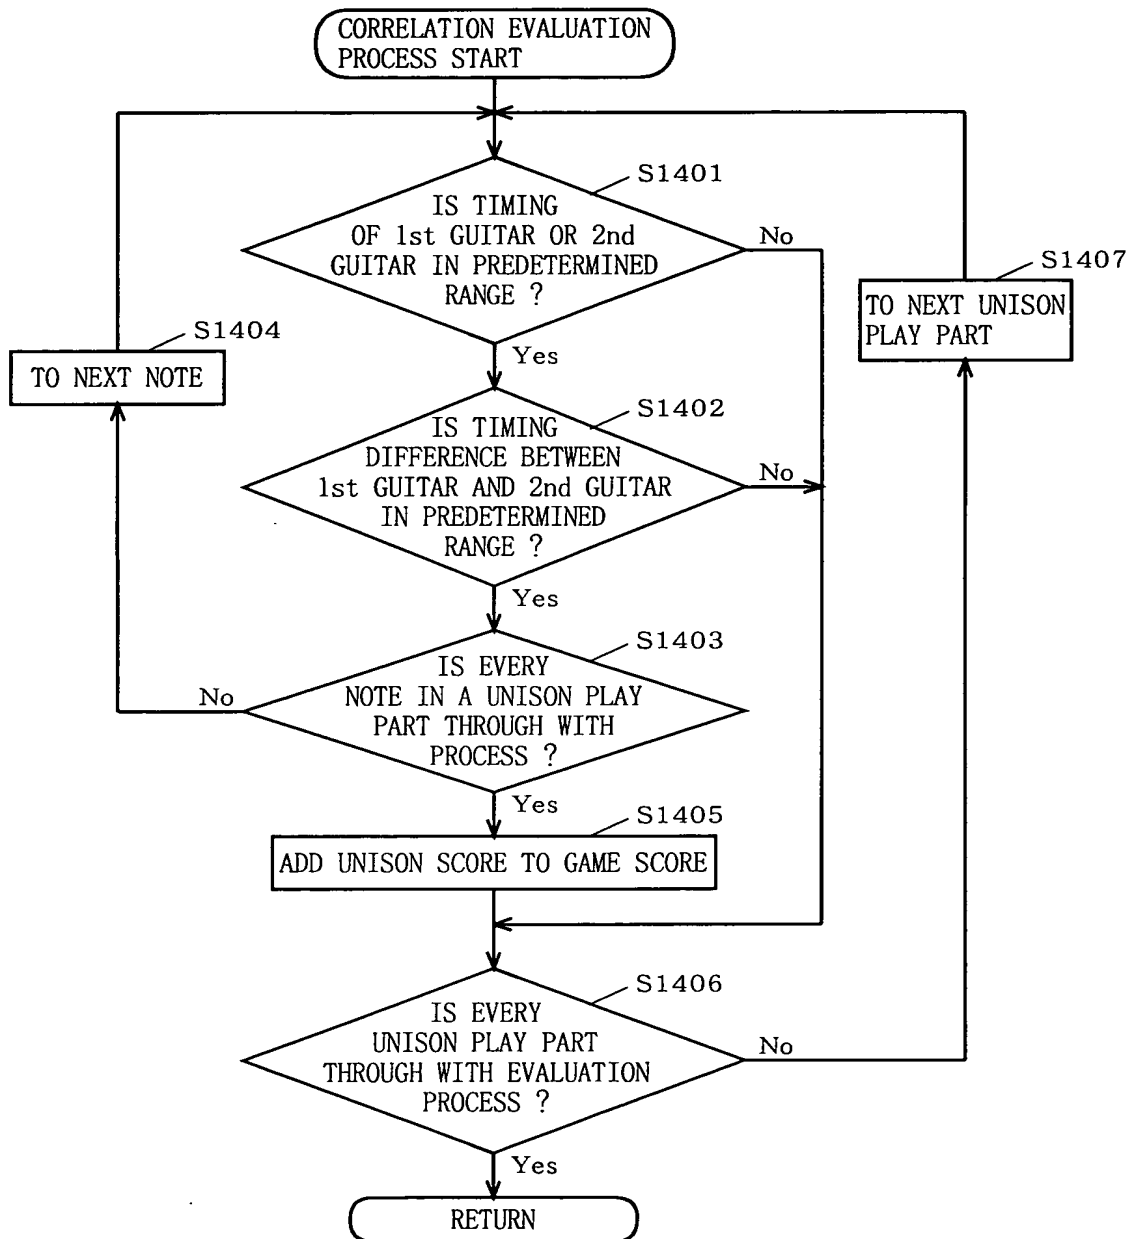 CORRELATION EVALUATION
PROCESS START
S1401
IS TIMING
OF 1st GUITAR OR 2nd
GUITAR IN PREDETERMINED
RANGE ?
No
Yes
S1407
TO NEXT UNISON
PLAY PART
S1404
TO NEXT NOTE
S1402
IS TIMING
DIFFERENCE BETWEEN
1st GUITAR AND 2nd GUITAR
IN PREDETERMINED
RANGE ?
No
Yes
S1403
IS EVERY
NOTE IN A UNISON PLAY
PART THROUGH WITH
PROCESS ?
No
Yes
S1405
ADD UNISON SCORE TO GAME SCORE
S1406
IS EVERY
UNISON PLAY PART
THROUGH WITH EVALUATION
PROCESS ?
No
Yes
RETURN